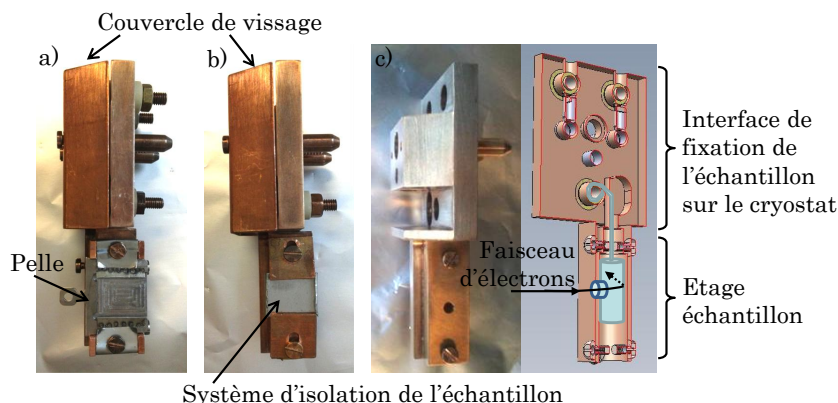 Couvercle de vissage
a)
b)
c)
Interface de
fixation de
l'échantillon
sur le cryostat
Pelle
Faisceau
d'électrons
Etage
échantillon
Système d'isolation de l'échantillon